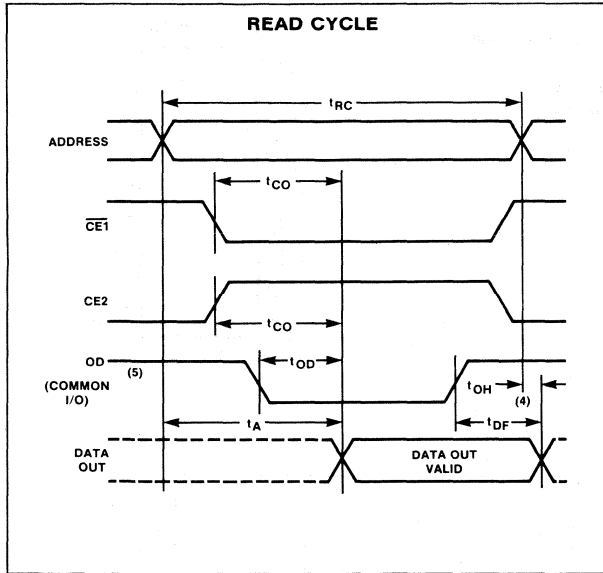 READ CYCLE
tRC
ADDRESS
tCO
CE1
CE2
tCO
OD
(5)
tOD
(COMMON
I/O)
tOH
(4)
tA
tDF
DATA
OUT
DATA OUT
VALID